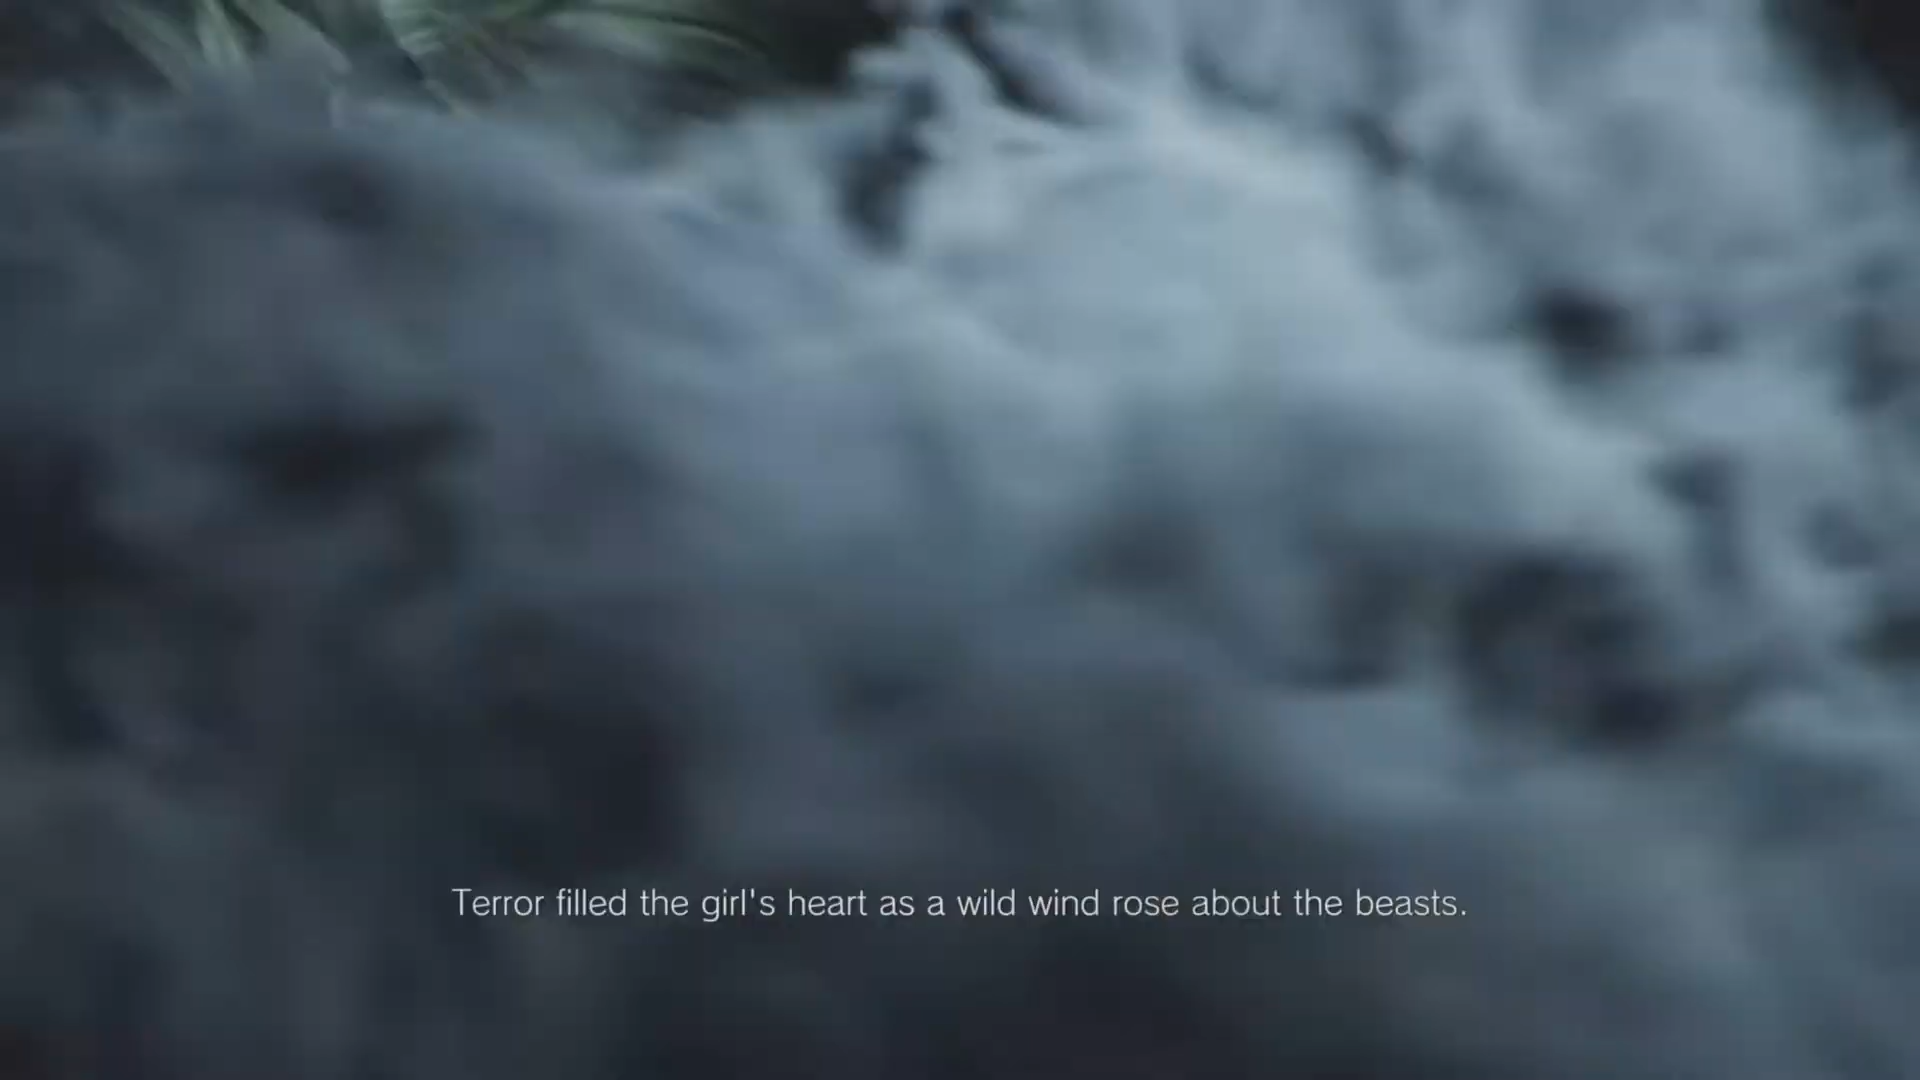 Terror filled the girl's heart as a wild wind rose about the beasts.